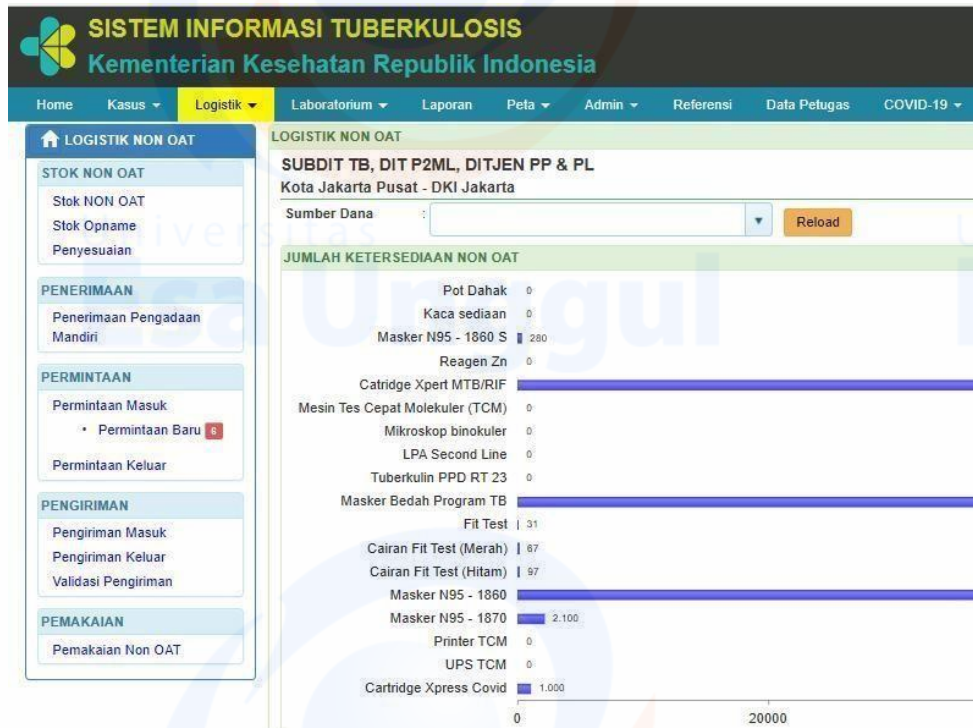 SISTEM INFORMASI TUBERKULOSIS
Kementerian Kesehatan Republik Indonesia
Home Kasus Logistik Laboratorium Laporan Peta Admin Referensi Data Petugas COVID-19
LOGISTIK NON OAT
STOK NON OAT
Stok NON OAT
Stok Opname
Penyesuaian
PENERIMAAN
Penerimaan Pengadaan
Mandiri
PERMINTAAN
Permintaan Masuk
• Permintaan Baru 6
Permintaan Keluar
PENGIRIMAN
Pengiriman Masuk
Pengiriman Keluar
Validasi Pengiriman
PEMAKAIAN
Pemakaian Non OAT
LOGISTIK NON OAT
SUBDIT TB, DIT P2ML, DITJEN PP & PL
Kota Jakarta Pusat - DKI Jakarta
Sumber Dana : Reload
JUMLAH KETERSEDIAAN NON OAT
Pot Dahak 0
Kaca sediaan 0
Masker N95 - 1860 S 280
Reagen Zn 0
Catridge Xpert MTB/RIF
Mesin Tes Cepat Molekuler (TCM) 0
Mikroskop binokuler 0
LPA Second Line 0
Tuberkulin PPD RT 23 0
Masker Bedah Program TB
Fit Test 31
Cairan Fit Test (Merah) 67
Cairan Fit Test (Hitam) 97
Masker N95 - 1860
Masker N95 - 1870 2.100
Printer TCM 0
UPS TCM 0
Cartridge Xpress Covid 1.000
0 20000
Universitas
Esa Unggul